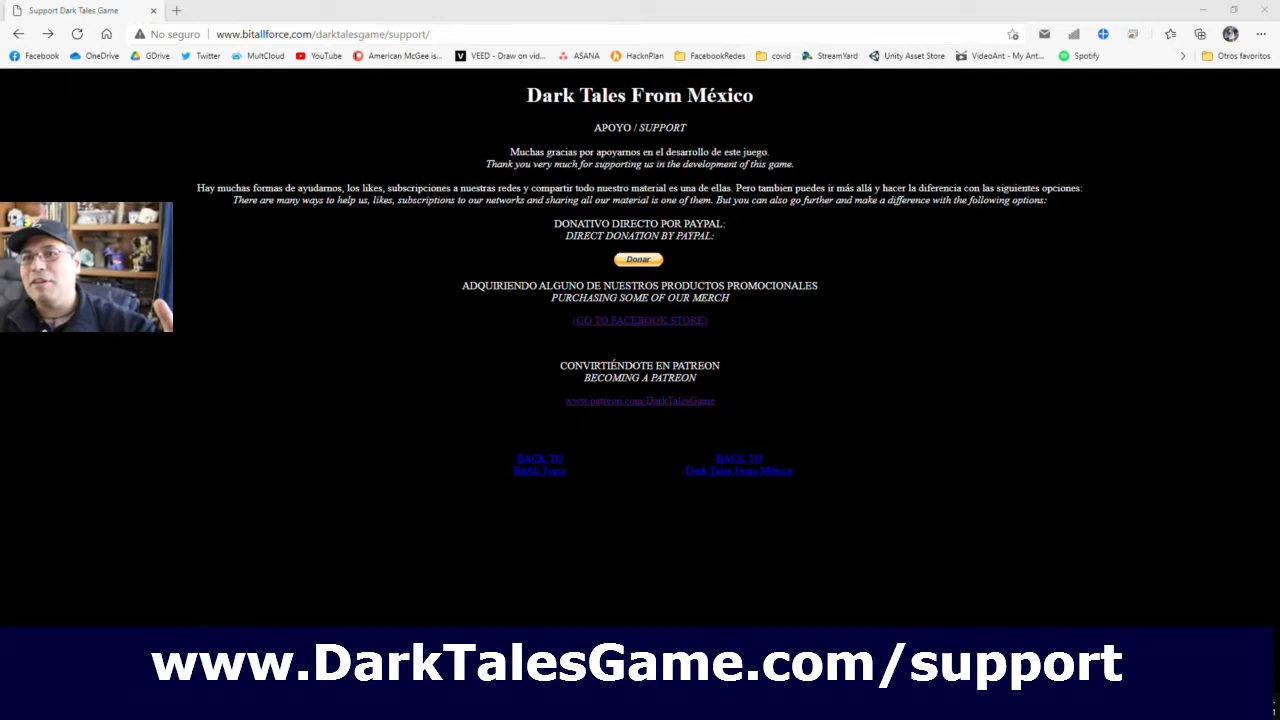 Support Dark Tales Game
No seguro
www.bitallforce.com/darktalesgame/support/
Facebook
OneDrive
GDrive
Twitter
MultCloud
YouTube
American McGee is...
VEED - Draw on vid...
ASANA
HacknPlan
FacebookRedes
covid
StreamYard
Unity Asset Store
VideoAnt - My Ant...
Spotify
Otros favoritos
Dark Tales From México
APOYO / SUPPORT
Muchas gracias por apoyarnos en el desarrollo de este juego.
Thank you very much for supporting us in the development of this game.
Hay muchas formas de ayudarnos, los likes, subscripciones a nuestras redes y compartir todo nuestro material es una de ellas. Pero tambien puedes ir más allá y hacer la diferencia con las siguientes opciones:
There are many ways to help us, likes, subscriptions to our networks and sharing all our material is one of them. But you can also go further and make a difference with the following options:
DONATIVO DIRECTO POR PAYPAL:
DIRECT DONATION BY PAYPAL:
Donar
ADQUIRIENDO ALGUNO DE NUESTROS PRODUCTOS PROMOCIONALES
PURCHASING SOME OF OUR MERCH
(GO TO FACEBOOK STORE)
CONVIRTIÉNDOTE EN PATREON
BECOMING A PATREON
www.patreon.com/DarkTalesGame
BACK TO
BitAll Force
BACK TO
Dark Tales From México
www.DarkTalesGame.com/support